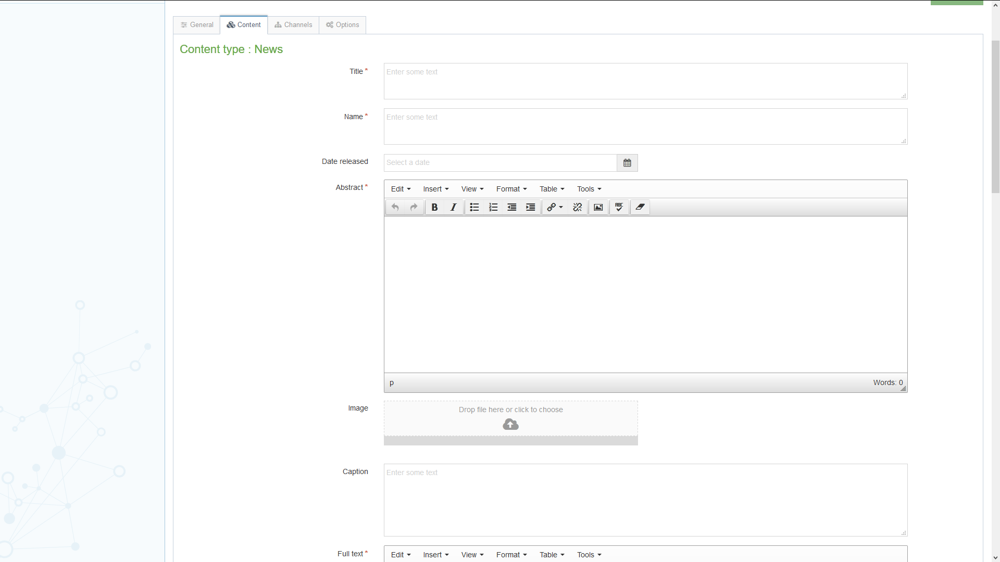 General Content Channels Options
Content type : News
Title *
Enter some text
Name *
Enter some text
Date released
Select a date
Abstract *
Edit Insert View Format Table Tools
B I ABC
p Words: 0
Image
Drop file here or click to choose
Caption
Enter some text
Full text *
Edit Insert View Format Table Tools